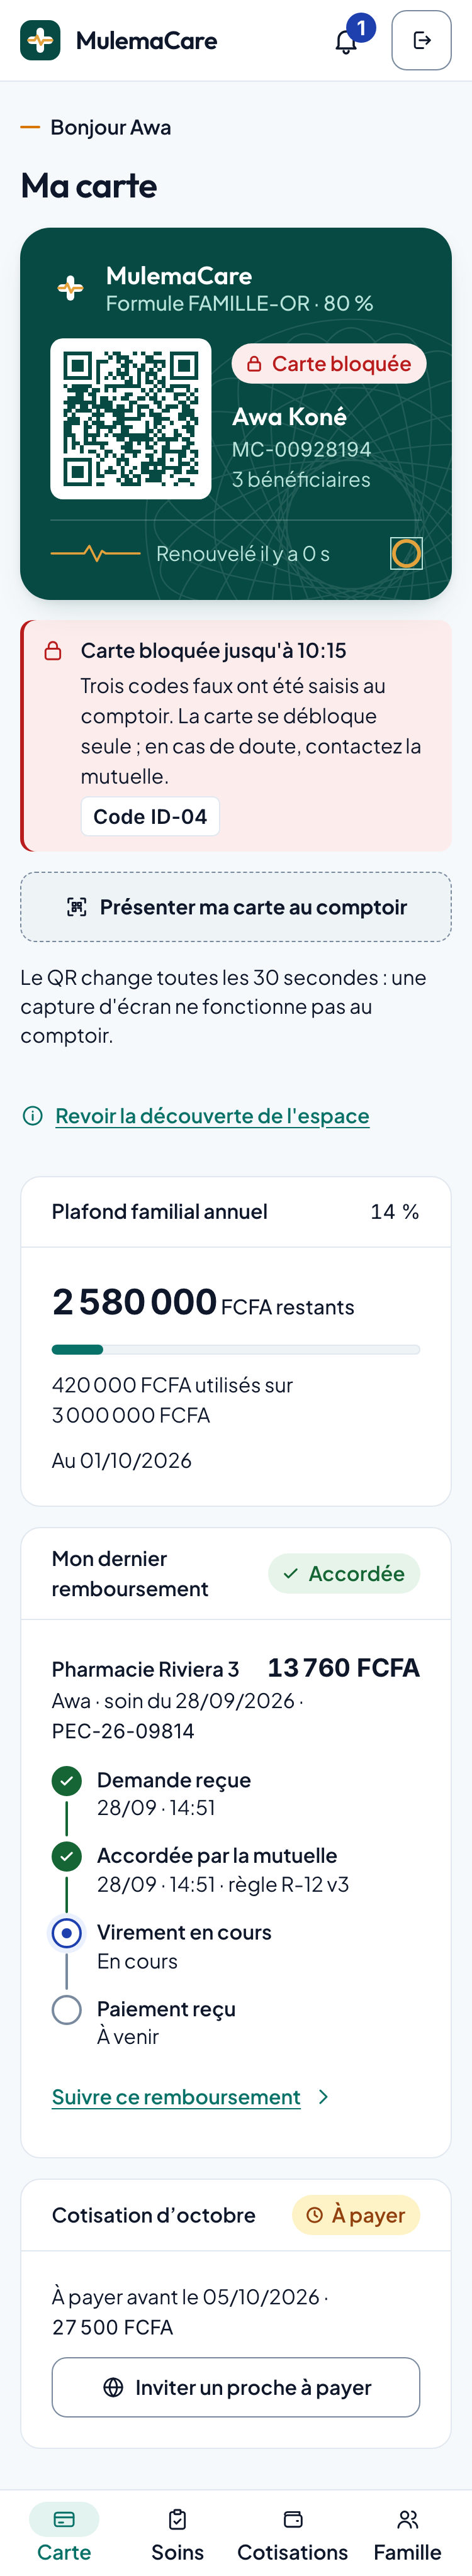 MulemaCare
1
Bonjour Awa
Ma carte
MulemaCare
Formule FAMILLE-OR · 80 %
Carte bloquée
Awa Koné
MC-00928194
3 bénéficiaires
Renouvelé il y a 0 s
Carte bloquée jusqu'à 10:15
Trois codes faux ont été saisis au
comptoir. La carte se débloque
seule ; en cas de doute, contactez la
mutuelle.
Code ID-04
Présenter ma carte au comptoir
Le QR change toutes les 30 secondes : une
capture d'écran ne fonctionne pas au
comptoir.
Revoir la découverte de l'espace
Plafond familial annuel
14 %
2 580 000 FCFA restants
420 000 FCFA utilisés sur
3 000 000 FCFA
Au 01/10/2026
Mon dernier
remboursement
Accordée
Pharmacie Riviera 3
13 760 FCFA
Awa · soin du 28/09/2026 ·
PEC-26-09814
Demande reçue
28/09 · 14:51
Accordée par la mutuelle
28/09 · 14:51 · règle R-12 v3
Virement en cours
En cours
Paiement reçu
À venir
Suivre ce remboursement
Cotisation d’octobre
À payer
À payer avant le 05/10/2026 ·
27 500 FCFA
Inviter un proche à payer
Carte
Soins
Cotisations
Famille